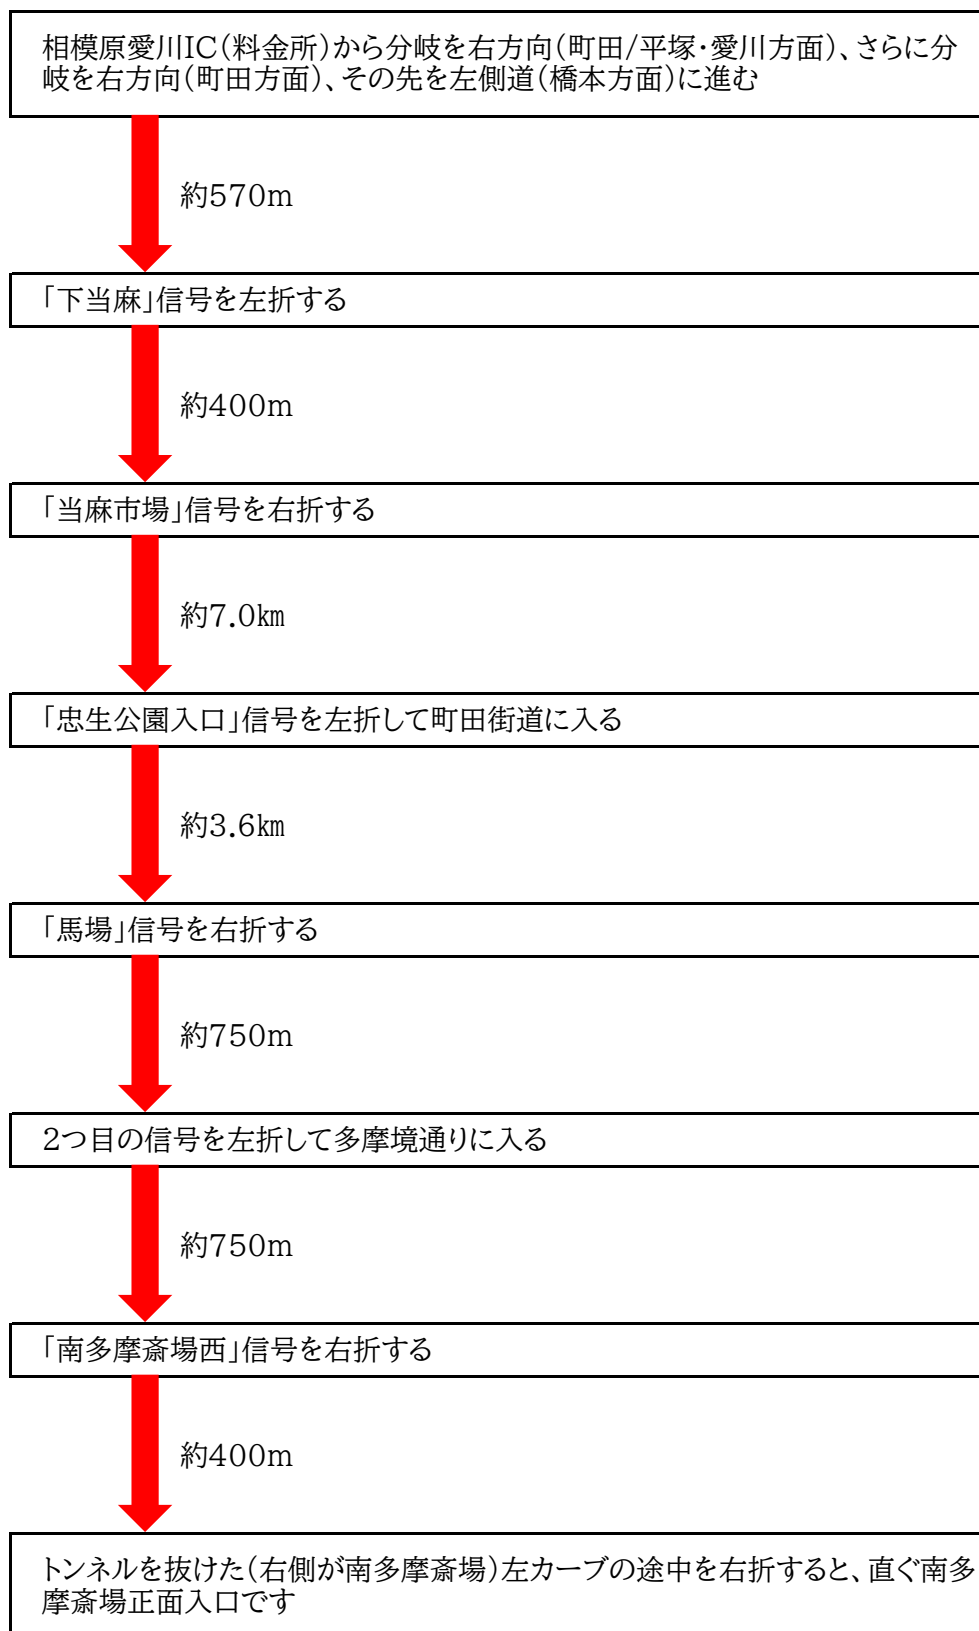 相模原愛川IC(料金所)から分岐を右方向(町田/平塚・愛川方面)、さらに分
岐を右方向(町田方面)、その先を左側道(橋本方面)に進む
約570m
「下当麻」信号を左折する
約400m
「当麻市場」信号を右折する
約7.0㎞
「忠生公園入口」信号を左折して町田街道に入る
約3.6㎞
「馬場」信号を右折する
約750m
2つ目の信号を左折して多摩境通りに入る
約750m
「南多摩斎場西」信号を右折する
約400m
トンネルを抜けた(右側が南多摩斎場)左カーブの途中を右折すると、直ぐ南多
摩斎場正面入口です